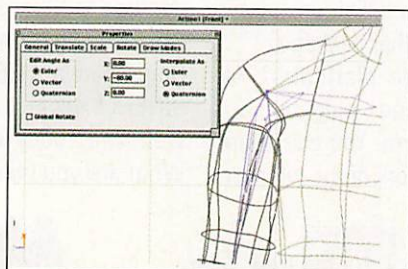 Action1 [Front] •
Properties
General Translate Scale Rotate Draw Modes
Edit Angle As
Euler
Vector
Quaternion
X: 0.00
Y: -80.00
Z: 0.00
Interpolate As
Euler
Vector
Quaternion
Global Rotate